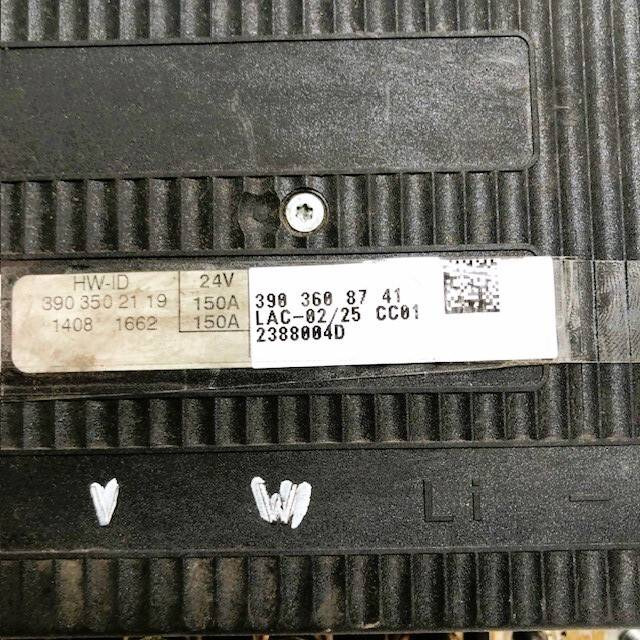 HW-ID 24V
390 350 21 19 150A
1408 1662 150A
390 360 87 41
LAC-02/25 CC01
2388004D
V W Li -